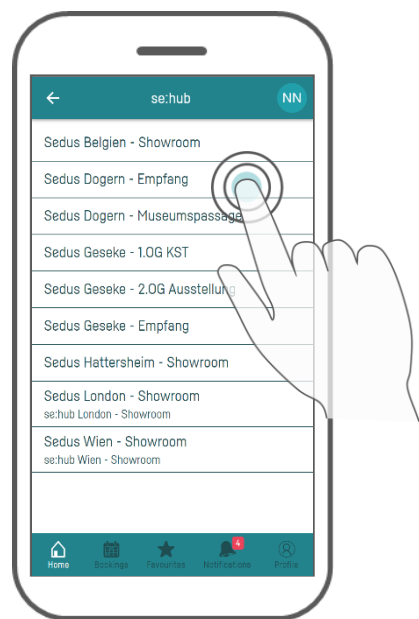 se:hub
NN
Sedus Belgien - Showroom
Sedus Dogern - Empfang
Sedus Dogern - Museumspassage
Sedus Geseke - 1.OG KST
Sedus Geseke - 2.OG Ausstellung
Sedus Geseke - Empfang
Sedus Hattersheim - Showroom
Sedus London - Showroom
se:hub London - Showroom
Sedus Wien - Showroom
se:hub Wien - Showroom
4
Home Bookings Favourites Notifications Profile